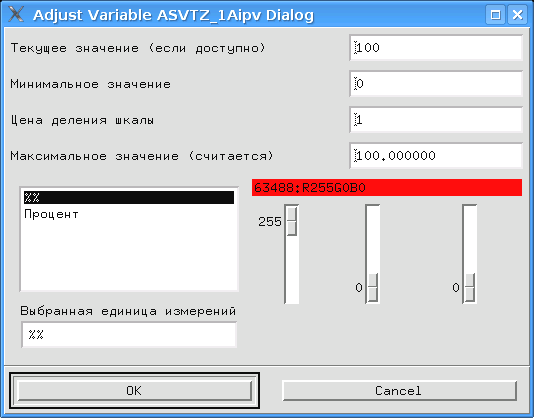 Adjust Variable ASVTZ_1Aipv Dialog
Текущее значение (если доступно)
100
Минимальное значение
0
Цена деления шкалы
1
Максимальное значение (считается)
100.000000
%%
Процент
63488:R255G0B0
255
0
0
Выбранная единица измерений
%%
OK
Cancel